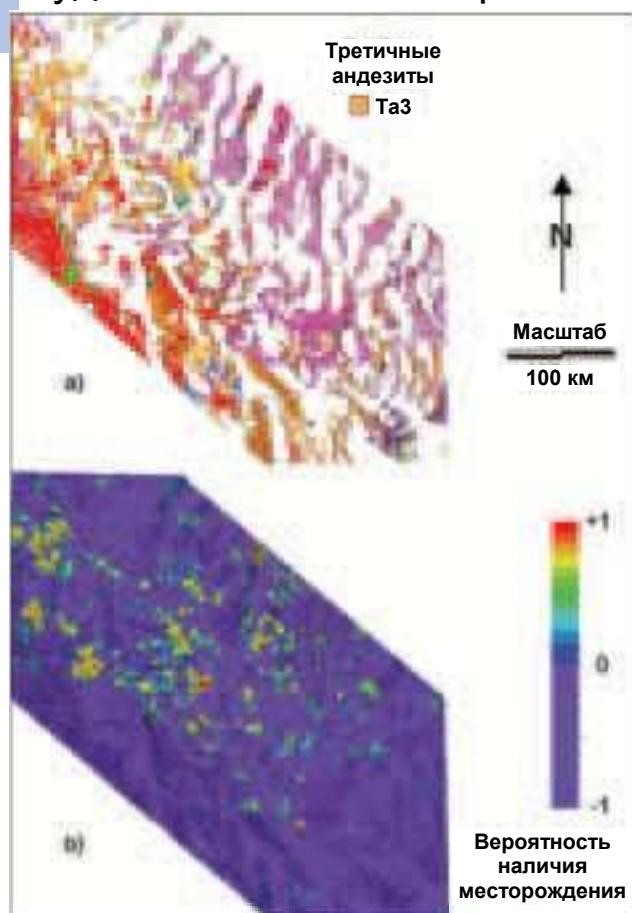 Третичные
андезиты
Ta3
N
Масштаб
100 км
a)
+1
0
-1
b)
Вероятность
наличия
месторождения